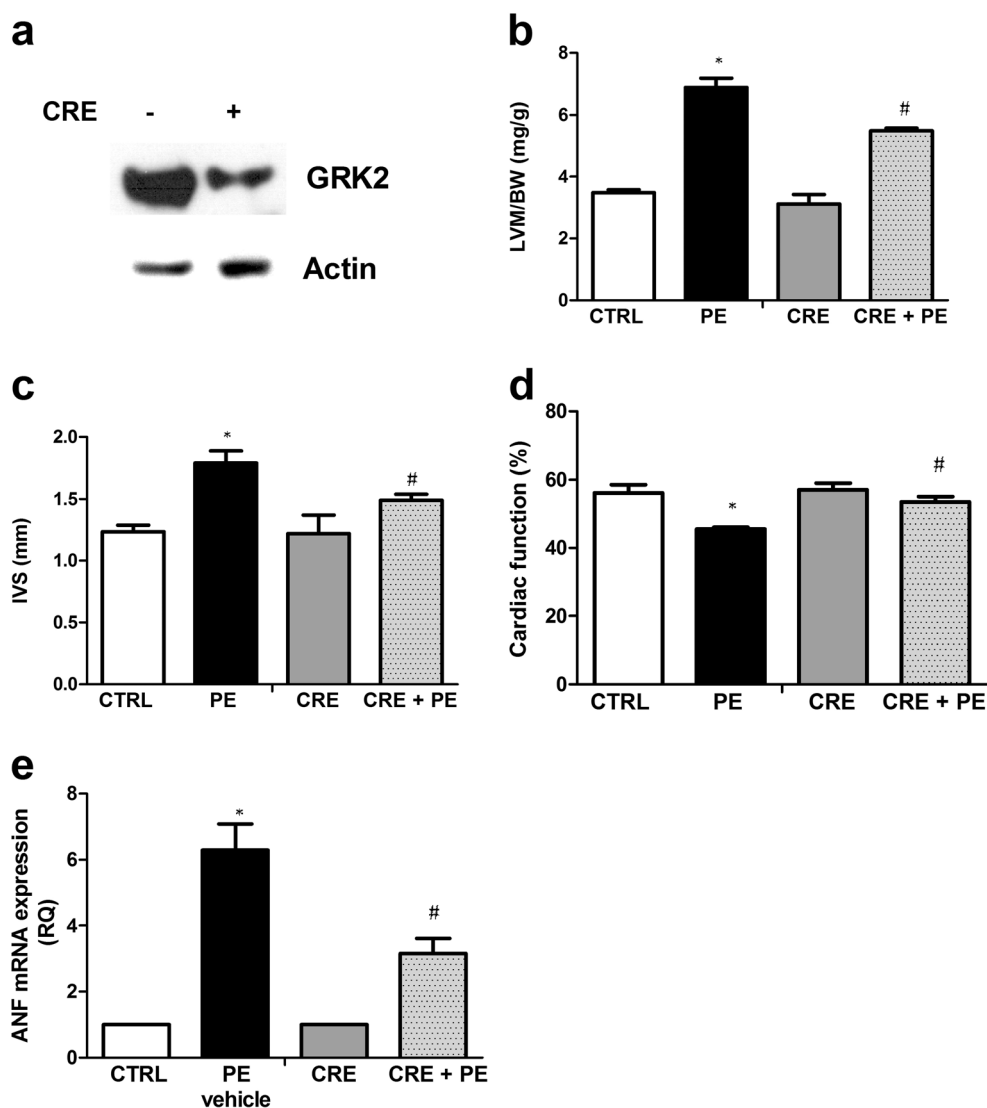 a
CRE - +
GRK2
Actin
b
LVM/BW (mg/g)
8
6
4
2
0
*
#
CTRL PE CRE CRE + PE
c
IVS (mm)
2.0
1.5
1.0
0.5
0.0
*
#
CTRL PE CRE CRE + PE
d
Cardiac function (%)
80
60
40
20
0
*
#
CTRL PE CRE CRE + PE
e
ANF mRNA expression
(RQ)
8
6
4
2
0
*
#
CTRL PE CRE CRE + PE
vehicle